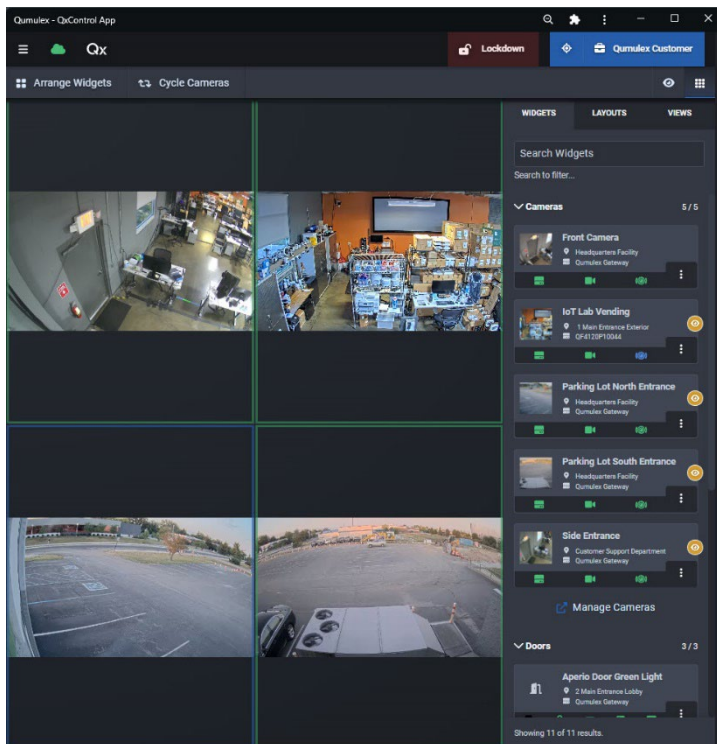 Qumulex - QxControl App
Qx
Lockdown
Qumulex Customer
Arrange Widgets
Cycle Cameras
WIDGETS
LAYOUTS
VIEWS
Search Widgets
Search to filter...
Cameras
5 / 5
Front Camera
Headquarters Facility
Qumulex Gateway
IoT Lab Vending
1 Main Entrance Exterior
QF4120P10044
Parking Lot North Entrance
Headquarters Facility
Qumulex Gateway
Parking Lot South Entrance
Headquarters Facility
Qumulex Gateway
Side Entrance
Customer Support Department
Qumulex Gateway
Manage Cameras
Doors
3 / 3
Aperio Door Green Light
2 Main Entrance Lobby
Qumulex Gateway
Showing 11 of 11 results.